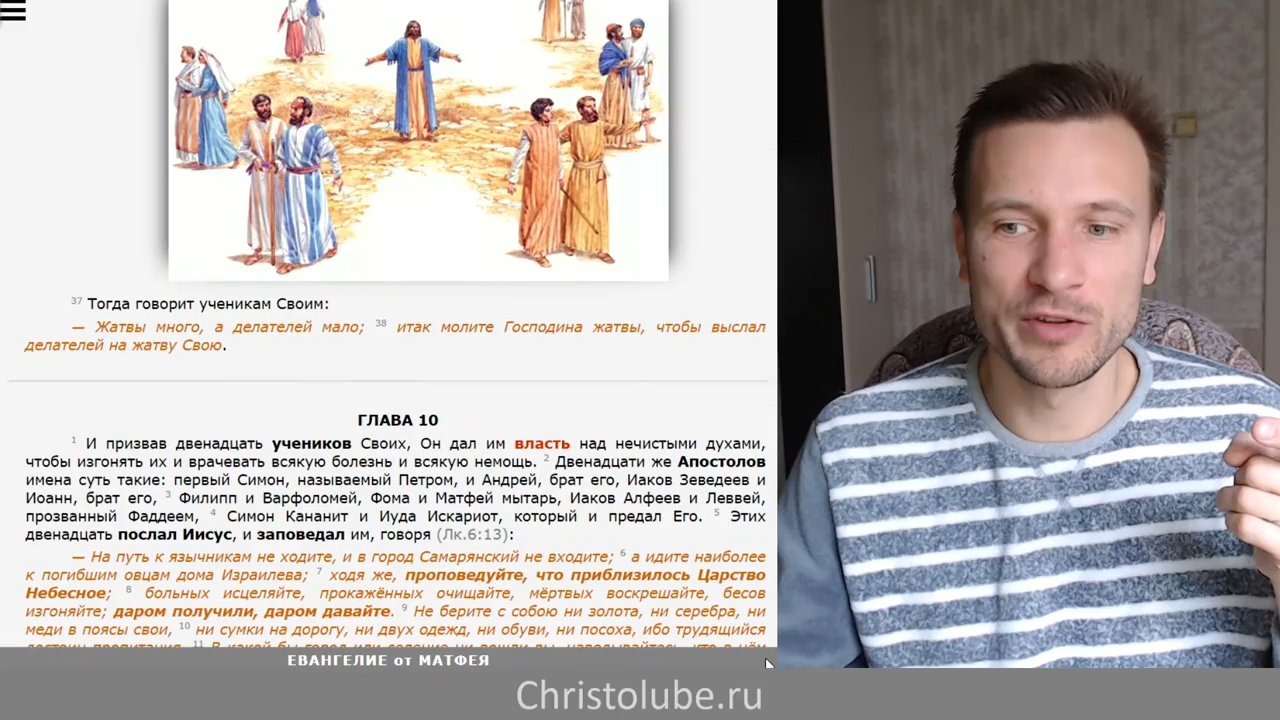 37 Тогда говорит ученикам Своим:
— Жатвы много, а делателей мало; 38 итак молите Господина жатвы, чтобы выслал
делателей на жатву Свою.
ГЛАВА 10
1 И призвав двенадцать учеников Своих, Он дал им власть над нечистыми духами,
чтобы изгонять их и врачевать всякую болезнь и всякую немощь. 2 Двенадцати же Апостолов
имена суть такие: первый Симон, называемый Петром, и Андрей, брат его, Иаков Зеведеев и
Иоанн, брат его, 3 Филипп и Варфоломей, Фома и Матфей мытарь, Иаков Алфеев и Леввей,
прозванный Фаддеем, 4 Симон Кананит и Иуда Искариот, который и предал Его. 5 Этих
двенадцать послал Иисус, и заповедал им, говоря (Лк.6:13):
— На путь к язычникам не ходите, и в город Самарянский не входите; 6 а идите наиболее
к погибшим овцам дома Израилева; 7 ходя же, проповедуйте, что приблизилось Царство
Небесное; 8 больных исцеляйте, прокажённых очищайте, мёртвых воскрешайте, бесов
изгоняйте; даром получили, даром давайте. 9 Не берите с собою ни золота, ни серебра, ни
меди в поясы свои, 10 ни сумки на дорогу, ни двух одежд, ни обуви, ни посоха, ибо трудящийся
ЕВАНГЕЛИЕ от МАТФЕЯ
Christolube.ru